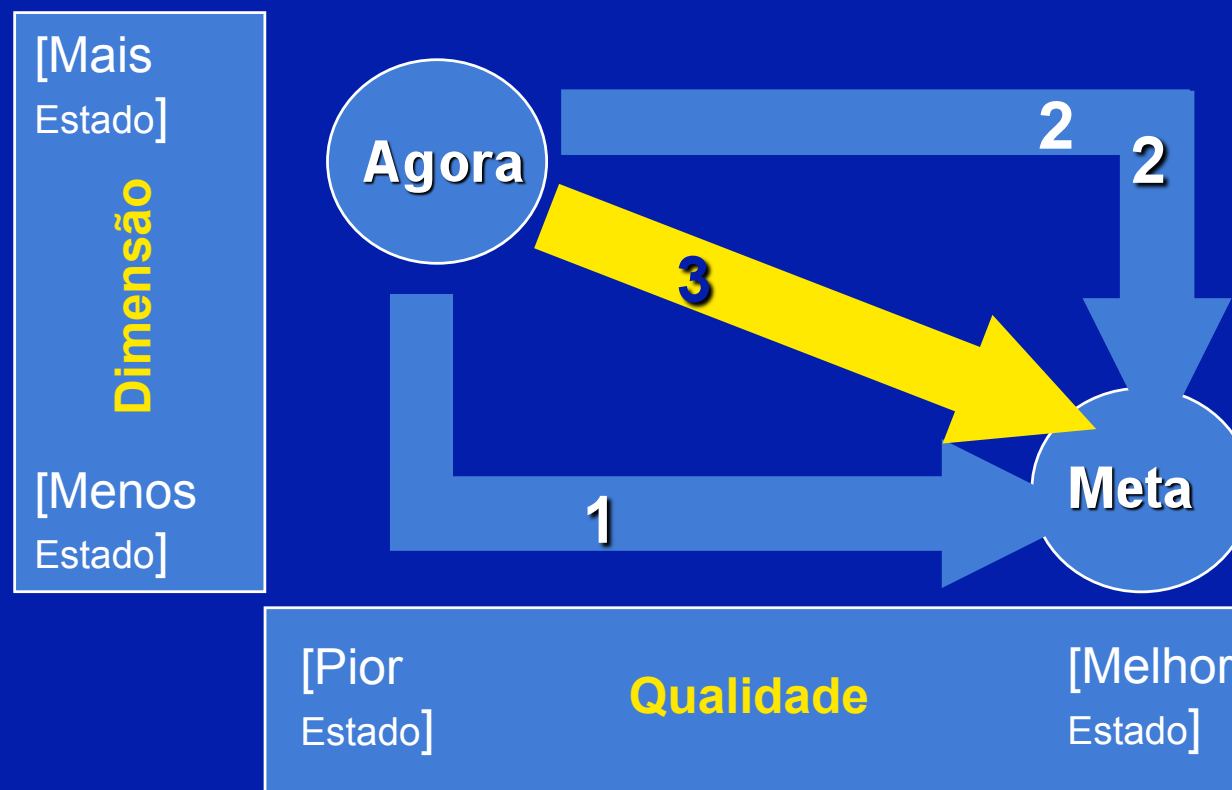 [Mais
Estado]
Dimensão
[Menos
Estado]
Agora
2
2
3
1
Meta
[Pior
Estado]
Qualidade
[Melhor
Estado]